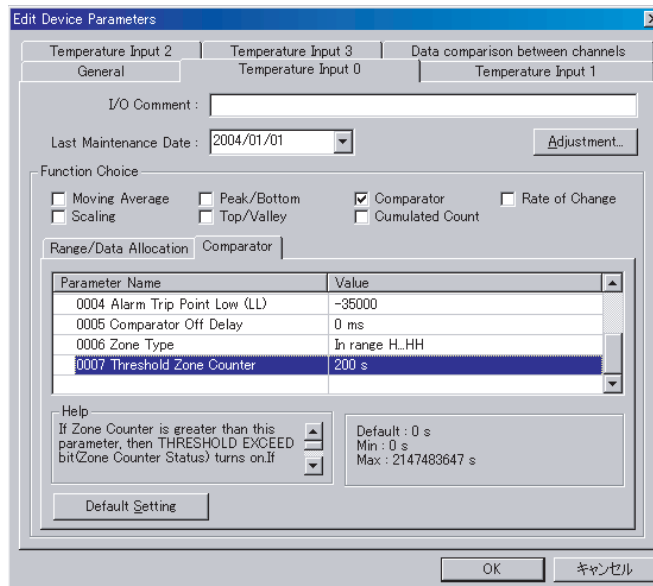 Edit Device Parameters
Temperature Input 2 Temperature Input 3 Data comparison between channels
General Temperature Input 0 Temperature Input 1
I/O Comment :
Last Maintenance Date : 2004/01/01 Adjustment...
Function Choice
Moving Average Peak/Bottom Comparator Rate of Change
Scaling Top/Valley Cumulated Count
Range/Data Allocation Comparator
Parameter Name Value
0004 Alarm Trip Point Low (LL) -35000
0005 Comparator Off Delay 0 ms
0006 Zone Type In range H...HH
0007 Threshold Zone Counter 200 s
Help
If Zone Counter is greater than this
parameter, then THRESHOLD EXCEED
bit(Zone Counter Status) turns on.If
Default : 0 s
Min : 0 s
Max : 2147483647 s
Default Setting
OK キャンセル